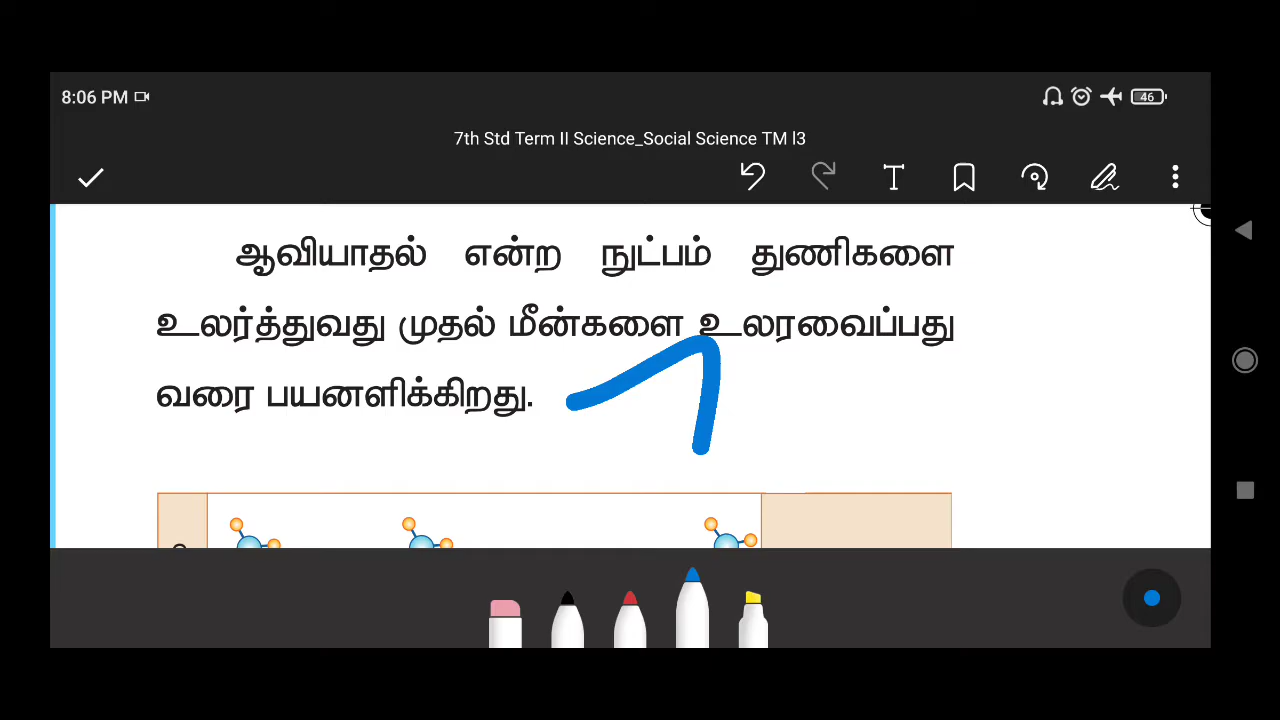 8:06 PM
46
7th Std Term II Science_Social Science TM l3
ஆவியாதல் என்ற நுட்பம் துணிகளை
உலர்த்துவது முதல் மீன்களை உலரவைப்பது
வரை பயனளிக்கிறது.